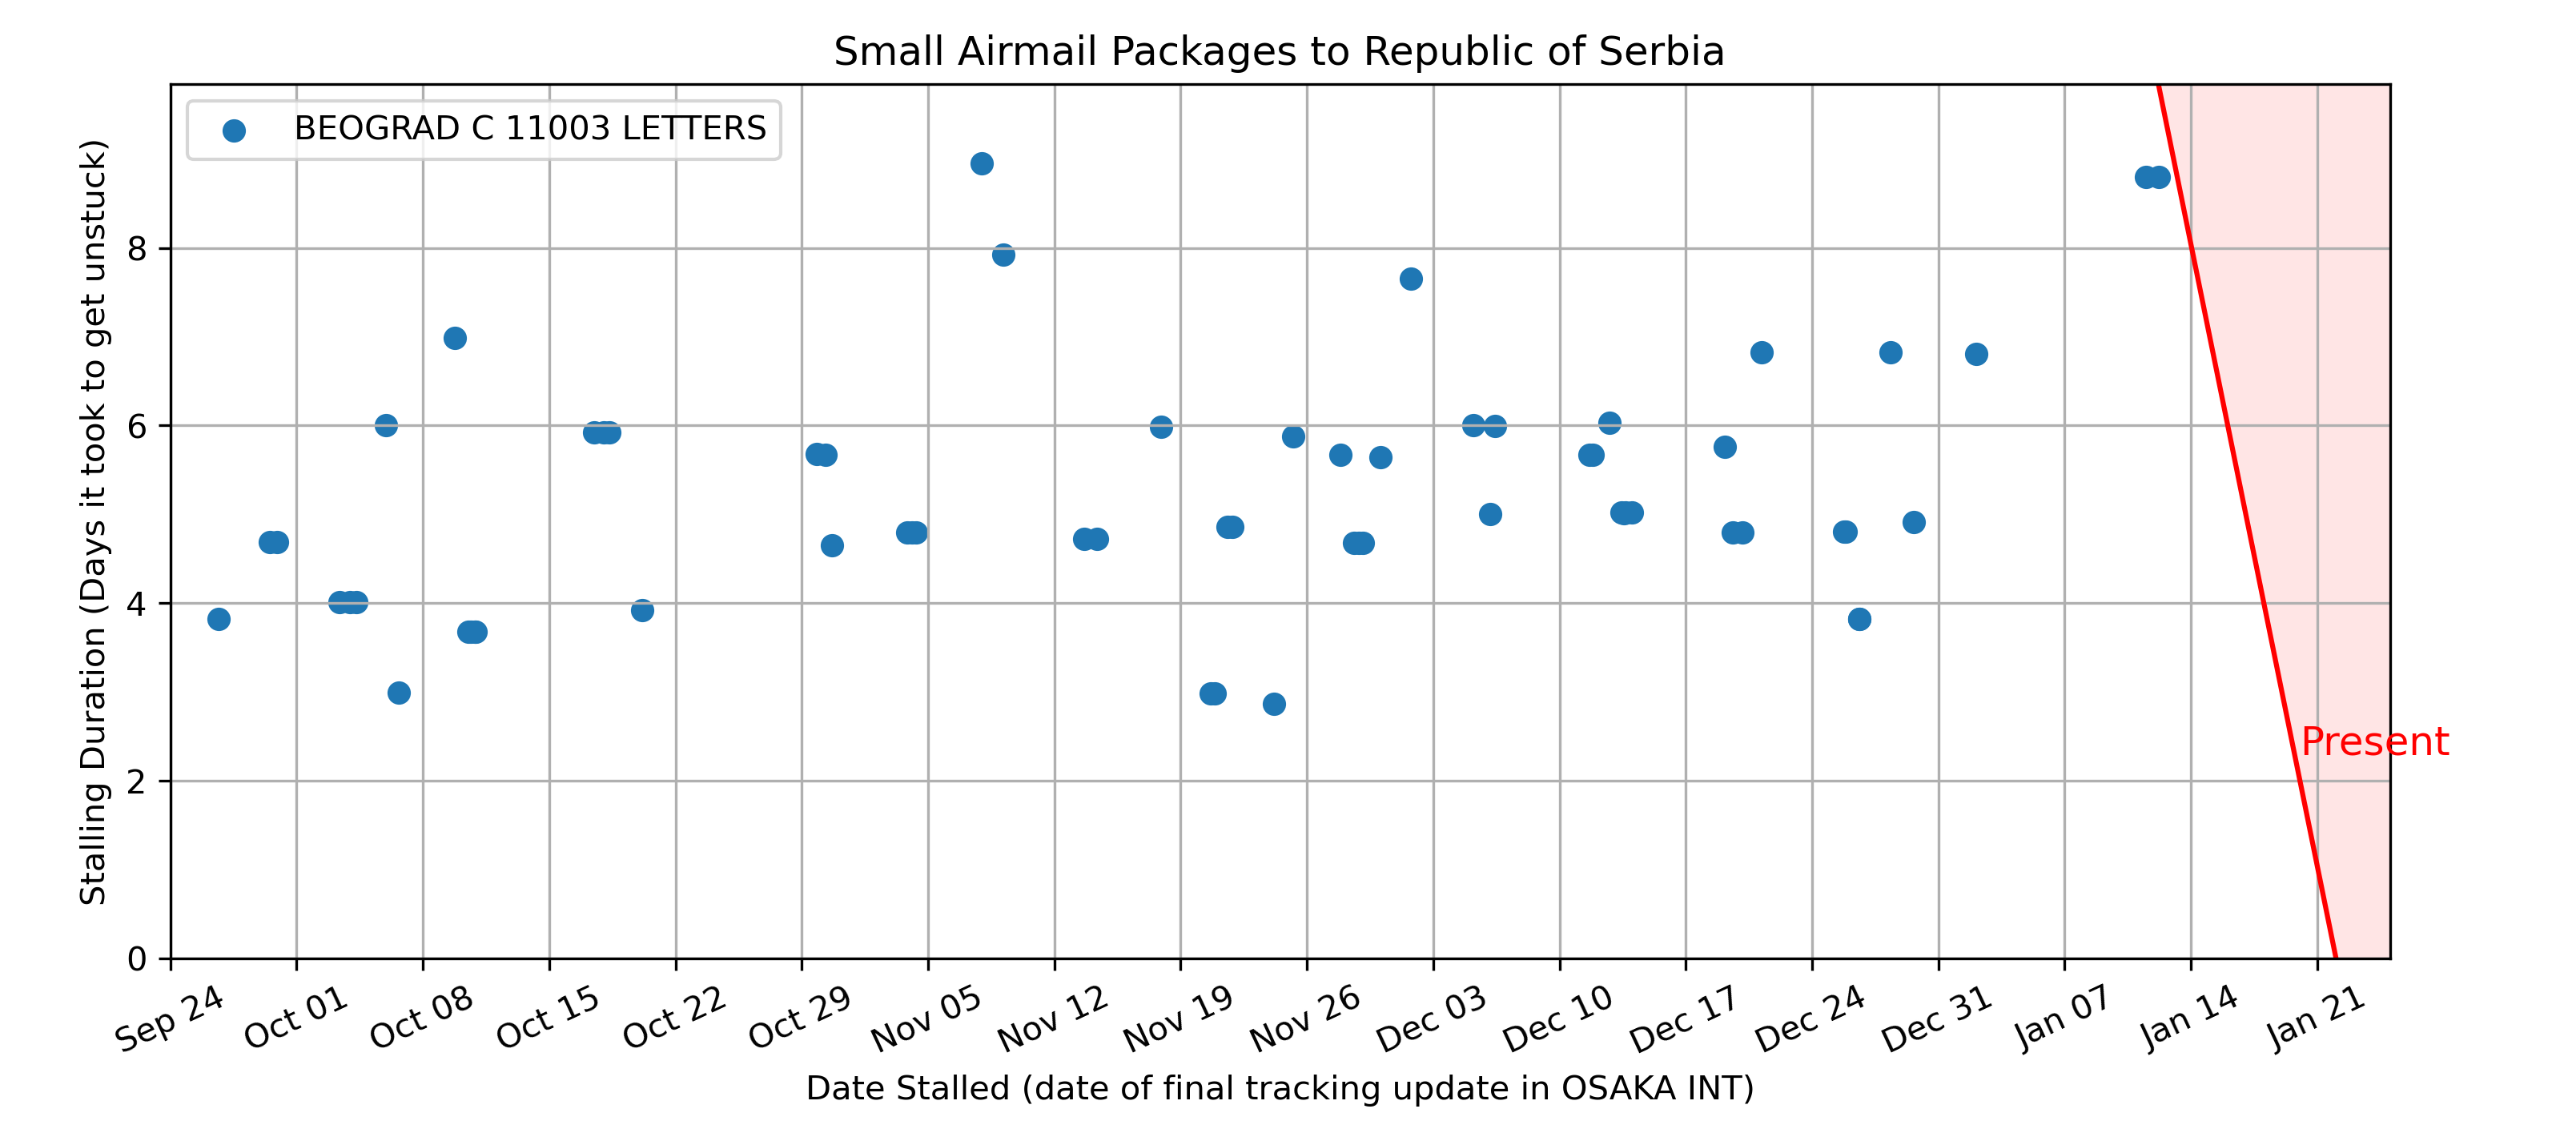 Small Airmail Packages to Republic of Serbia
BEOGRAD C 11003 LETTERS
Stalling Duration (Days it took to get unstuck)
8
6
4
2
0
Present
Sep 24
Oct 01
Oct 08
Oct 15
Oct 22
Oct 29
Nov 05
Nov 12
Nov 19
Nov 26
Dec 03
Dec 10
Dec 17
Dec 24
Dec 31
Jan 07
Jan 14
Jan 21
Date Stalled (date of final tracking update in OSAKA INT)